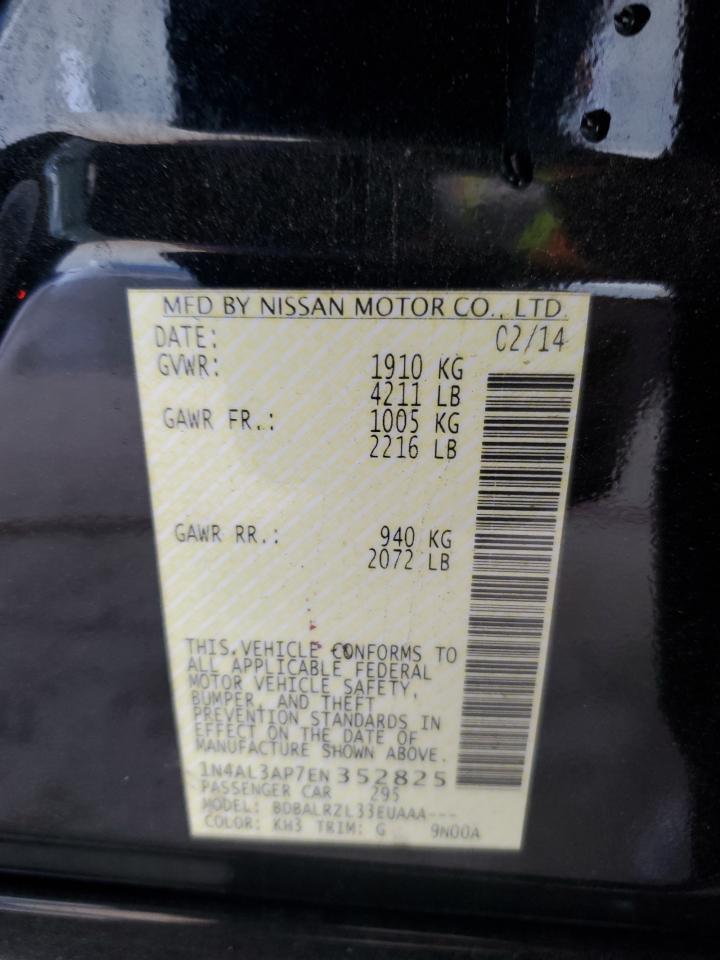 MFD BY NISSAN MOTOR CO., LTD.
DATE: 02/14
GVWR: 1910 KG
4211 LB
GAWR FR.: 1005 KG
2216 LB
GAWR RR.: 940 KG
2072 LB
THIS VEHICLE CONFORMS TO
ALL APPLICABLE FEDERAL
MOTOR VEHICLE SAFETY,
BUMPER, AND THEFT
PREVENTION STANDARDS IN
EFFECT ON THE DATE OF
MANUFACTURE SHOWN ABOVE.
1N4AL3AP7EN352825
PASSENGER CAR 295
MODEL: BDBALRZL33EUAAA---
COLOR: KH3 TRIM: G 9N00A